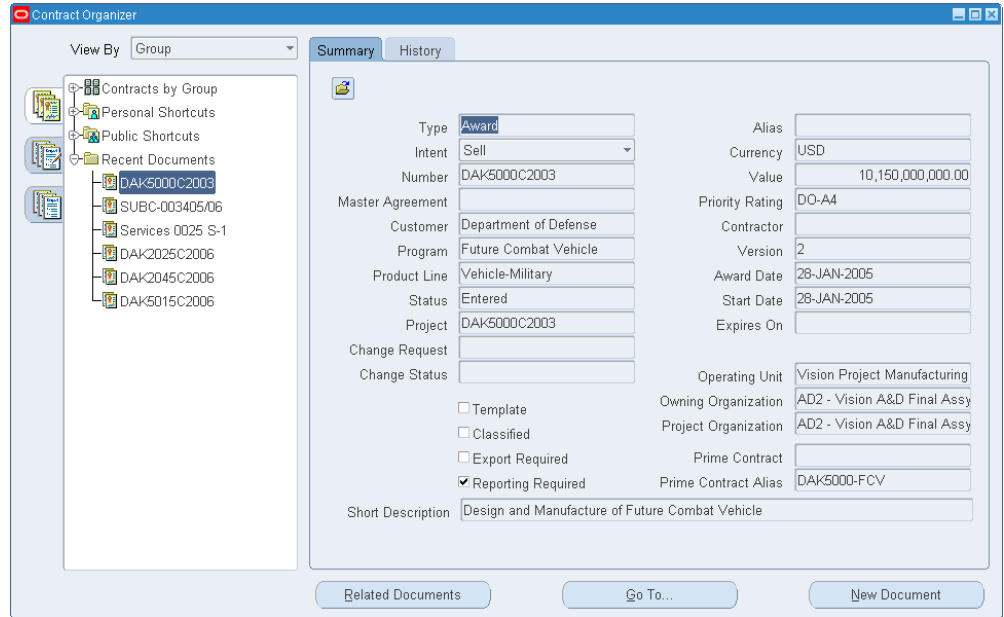 Contract Organizer
View By Group
Summary History
Contracts by Group
Personal Shortcuts
Public Shortcuts
Recent Documents
DAK5000C2003
SUBC-003405/06
Services 0025 S-1
DAK2025C2006
DAK2045C2006
DAK5015C2006
Type Award
Intent Sell
Number DAK5000C2003
Master Agreement
Customer Department of Defense
Program Future Combat Vehicle
Product Line Vehicle-Military
Status Entered
Project DAK5000C2003
Change Request
Change Status
Template
Classified
Export Required
Reporting Required
Alias
Currency USD
Value 10,150,000,000.00
Priority Rating DO-A4
Contractor
Version 2
Award Date 28-JAN-2005
Start Date 28-JAN-2005
Expires On
Operating Unit Vision Project Manufacturing
Owning Organization AD2 - Vision A&D Final Assy
Project Organization AD2 - Vision A&D Final Assy
Prime Contract
Prime Contract Alias DAK5000-FCV
Short Description Design and Manufacture of Future Combat Vehicle
Related Documents Go To... New Document